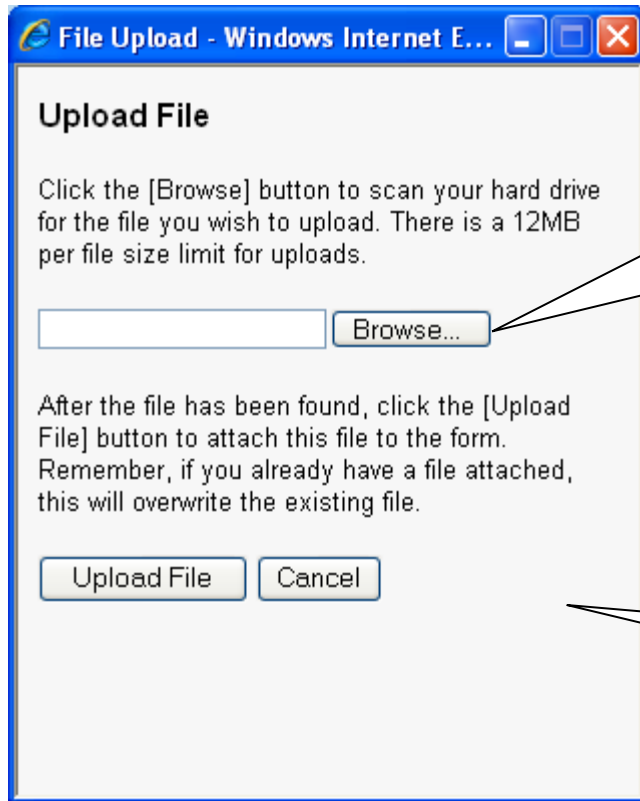 File Upload - Windows Internet E...
Upload File
Click the [Browse] button to scan your hard drive
for the file you wish to upload. There is a 12MB
per file size limit for uploads.
Browse...
After the file has been found, click the [Upload
File] button to attach this file to the form.
Remember, if you already have a file attached,
this will overwrite the existing file.
Upload File Cancel